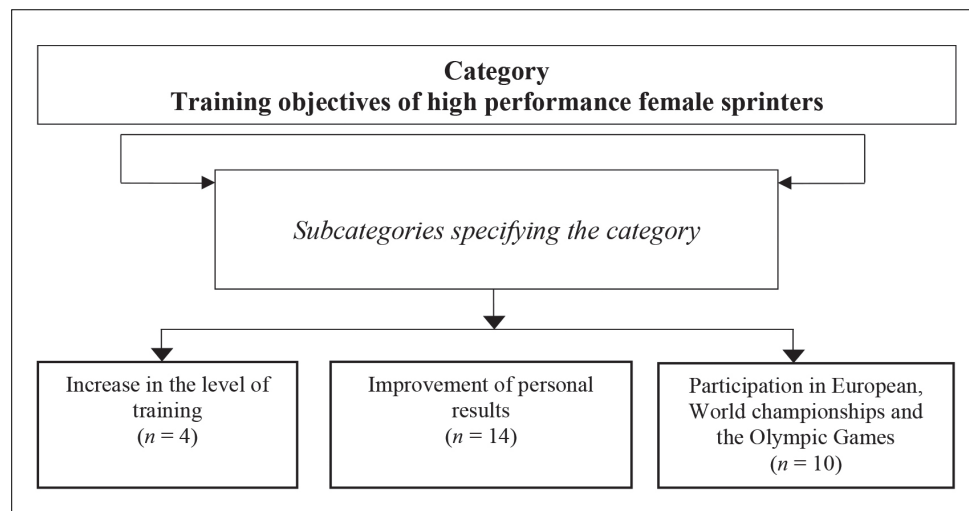 Category
Training objectives of high performance female sprinters
Subcategories specifying the category
Increase in the level of
training
(n = 4)
Improvement of personal
results
(n = 14)
Participation in European,
World championships and
the Olympic Games
(n = 10)